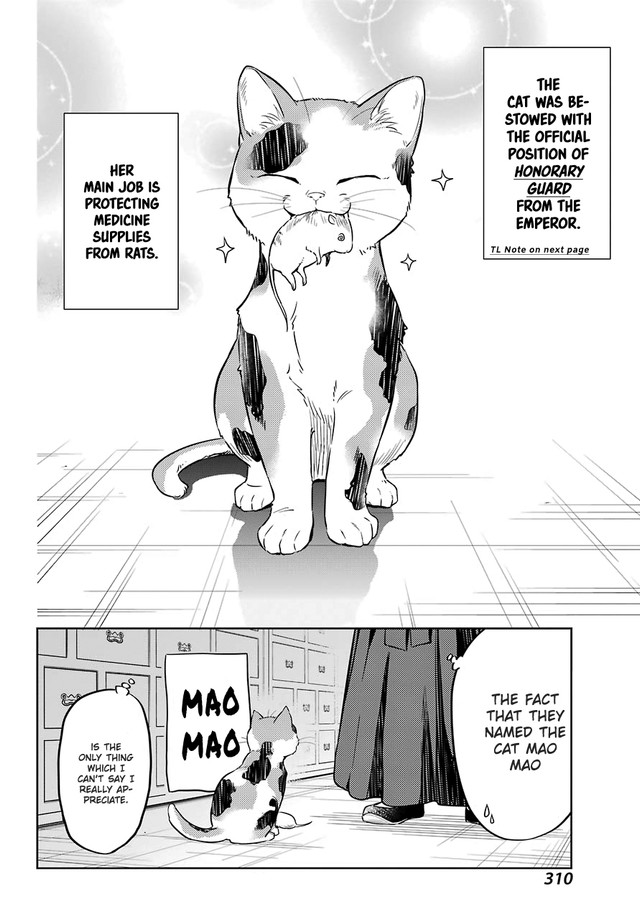 THE
CAT WAS BE-
STOWED WITH
THE OFFICIAL
POSITION OF
HONORARY
GUARD
FROM THE
EMPEROR.
TL Note on next page
HER
MAIN JOB IS
PROTECTING
MEDICINE
SUPPLIES
FROM RATS.
THE FACT
THAT THEY
NAMED THE
CAT MAO
MAO
MAO
MAO
IS THE
ONLY THING
WHICH I
CAN'T SAY I
REALLY AP-
PRECIATE.
310